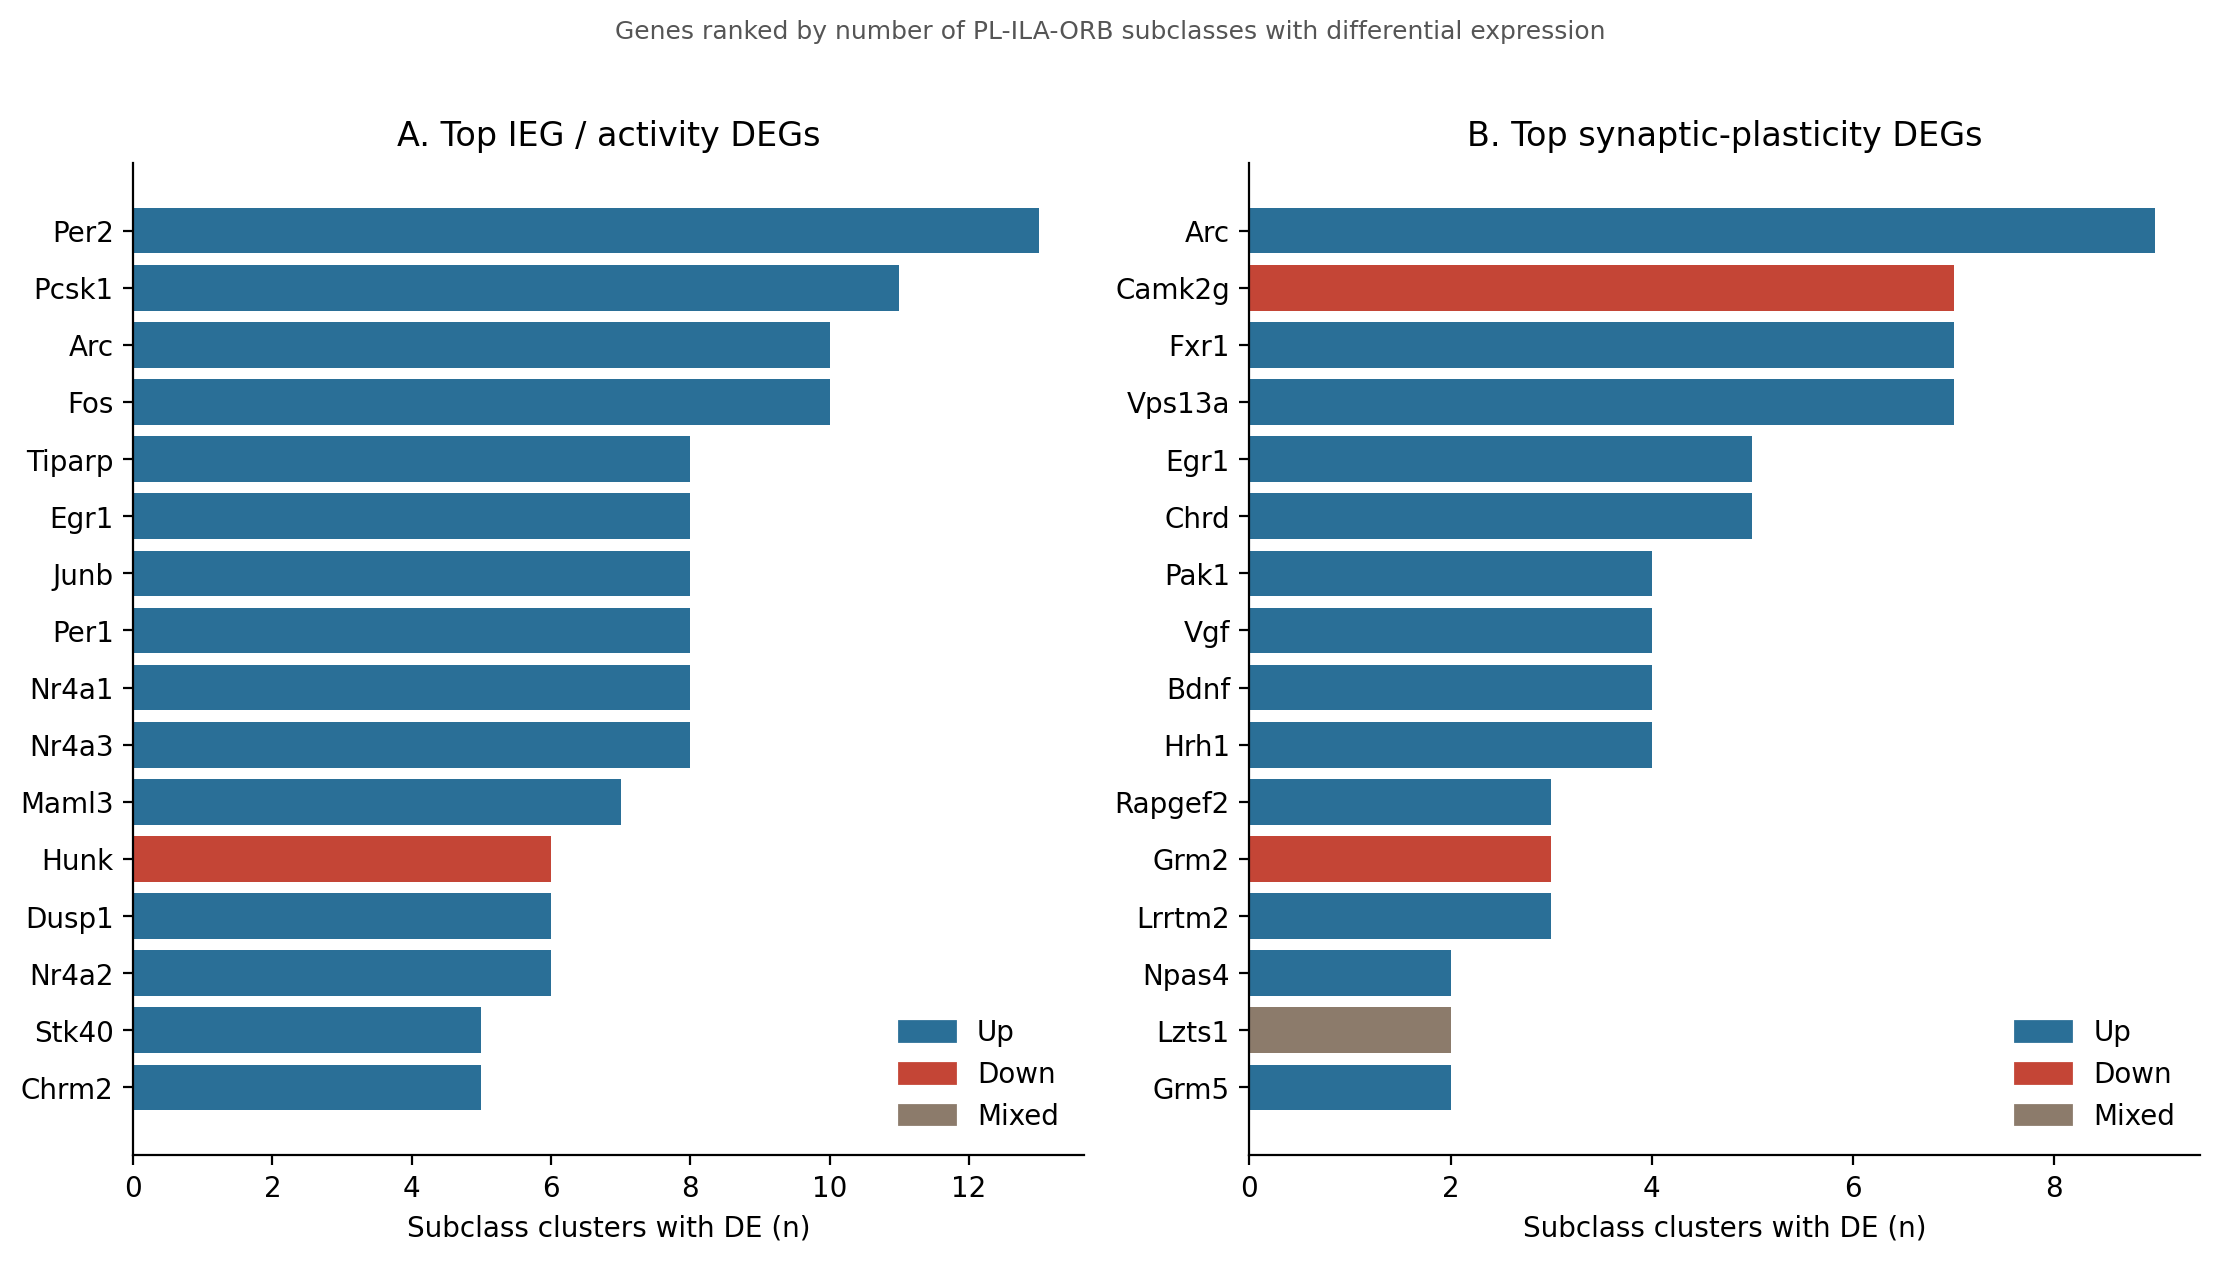 Genes ranked by number of PL-ILA-ORB subclasses with differential expression
A. Top IEG / activity DEGs
Per2
Pcsk1
Arc
Fos
Tiparp
Egr1
Junb
Per1
Nr4a1
Nr4a3
Maml3
Hunk
Dusp1
Nr4a2
Stk40
Chrm2
Up
Down
Mixed
0 2 4 6 8 10 12
Subclass clusters with DE (n)
B. Top synaptic-plasticity DEGs
Arc
Camk2g
Fxr1
Vps13a
Egr1
Chrd
Pak1
Vgf
Bdnf
Hrh1
Rapgef2
Grm2
Lrrtm2
Npas4
Lzts1
Grm5
Up
Down
Mixed
0 2 4 6 8
Subclass clusters with DE (n)